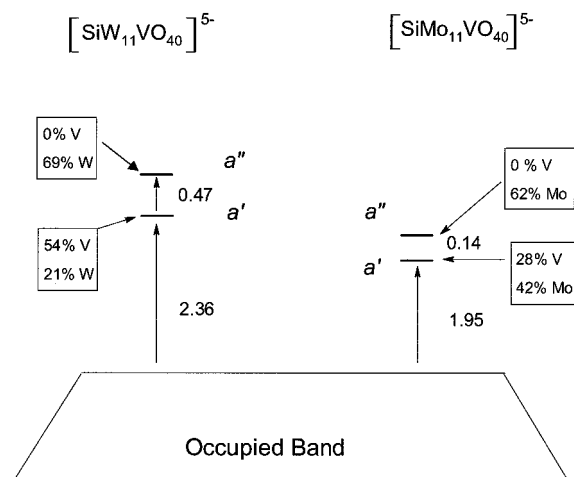 [SiW₁₁VO₄₀]⁵⁻
[SiMo₁₁VO₄₀]⁵⁻
0% V
69% W
a"
0.47
a'
54% V
21% W
2.36
0 % V
62% Mo
a"
0.14
a'
28% V
42% Mo
1.95
Occupied Band